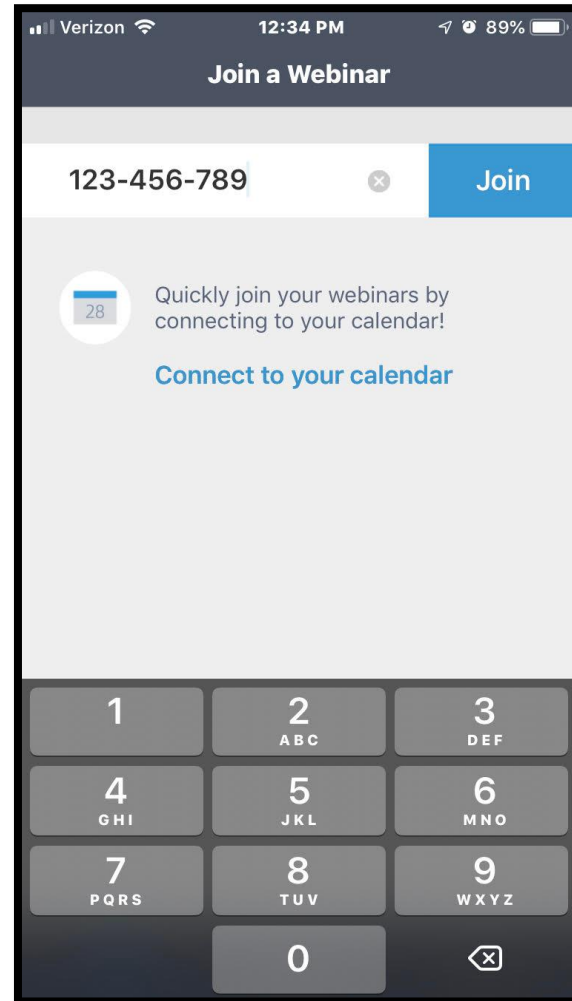 Verizon 12:34 PM 89%
Join a Webinar
123-456-789 Join
28
Quickly join your webinars by
connecting to your calendar!
Connect to your calendar
1 2 3
ABC DEF
4 5 6
GHI JKL MNO
7 8 9
PQRS TUV WXYZ
0